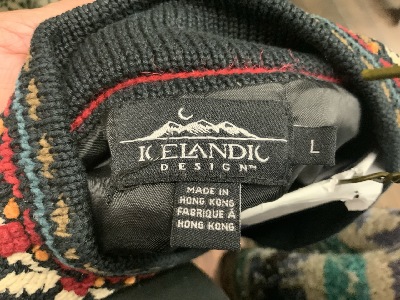 ICELANDIC
DESIGN™
L
MADE IN
HONG KONG
FABRIQUÉ À
HONG KONG